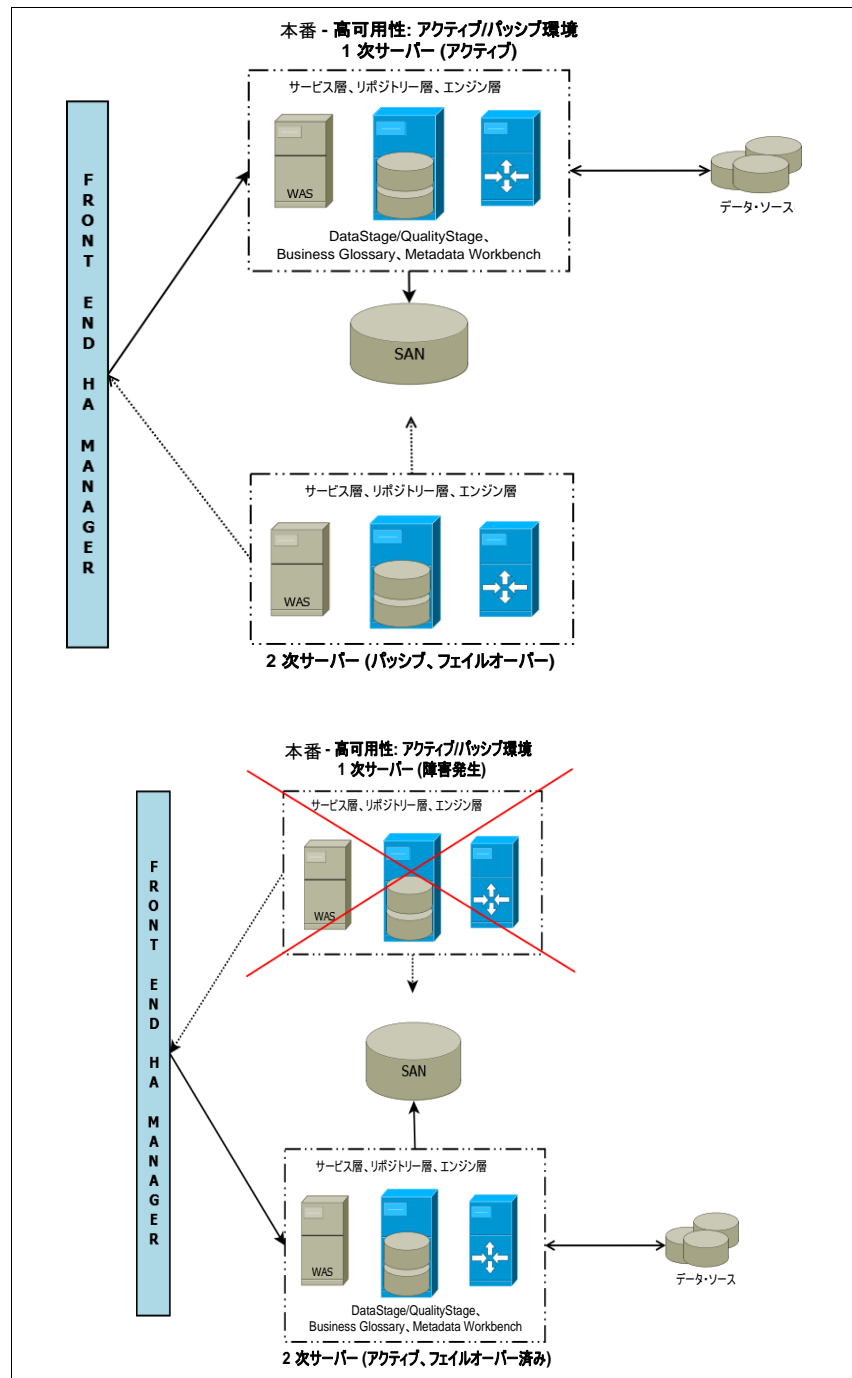 本番 - 高可用性: アクティブ/パッシブ環境
1 次サーバー (アクティブ)
サービス層、リポジトリー層、エンジン層
WAS
DataStage/QualityStage、
Business Glossary、Metadata Workbench
データ・ソース
FRONT END HA MANAGER
SAN
サービス層、リポジトリー層、エンジン層
WAS
2 次サーバー (パッシブ、フェイルオーバー)
本番 - 高可用性: アクティブ/パッシブ環境
1 次サーバー (障害発生)
サービス層、リポジトリー層、エンジン層
WAS
FRONT END HA MANAGER
SAN
サービス層、リポジトリー層、エンジン層
WAS
DataStage/QualityStage、
Business Glossary、Metadata Workbench
データ・ソース
2 次サーバー (アクティブ、フェイルオーバー済み)